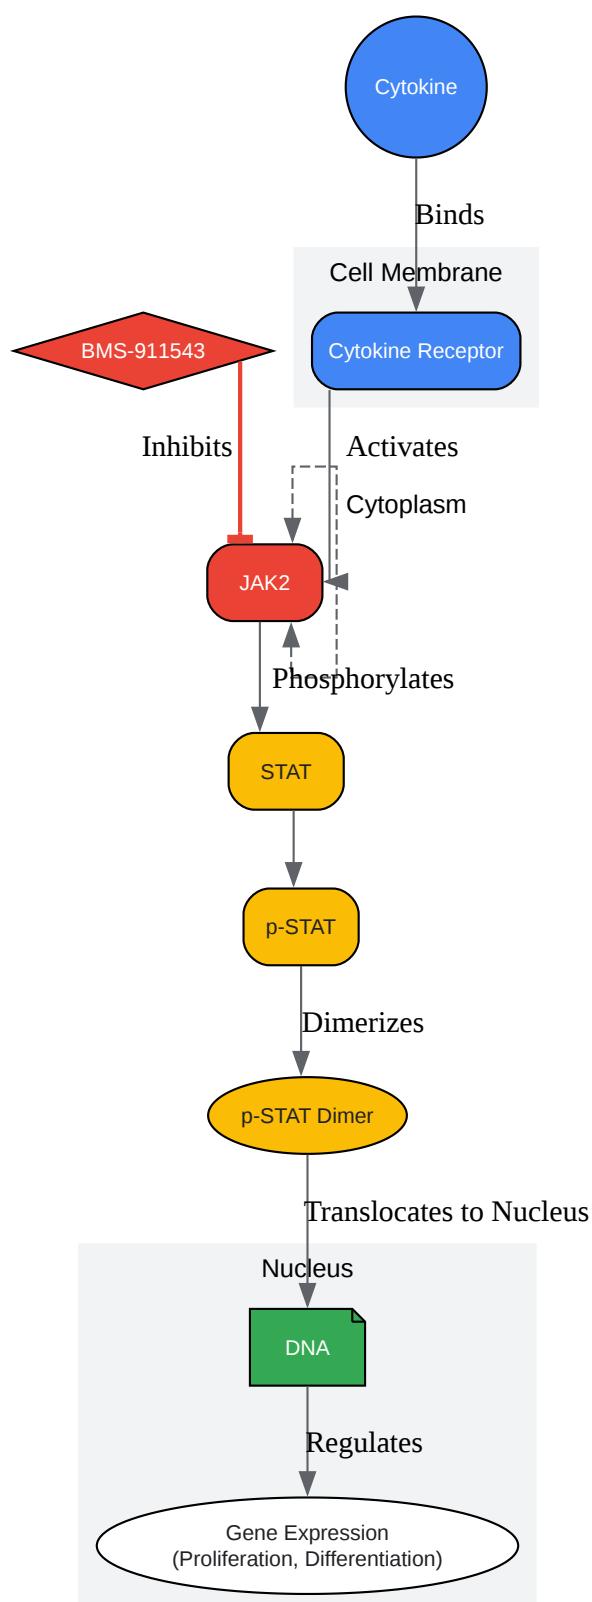 Cytokine
Binds
Cell Membrane
BMS-911543
Cytokine Receptor
Inhibits
Activates
Cytoplasm
JAK2
Phosphorylates
STAT
p-STAT
Dimerizes
p-STAT Dimer
Translocates to Nucleus
Nucleus
DNA
Regulates
Gene Expression
(Proliferation, Differentiation)